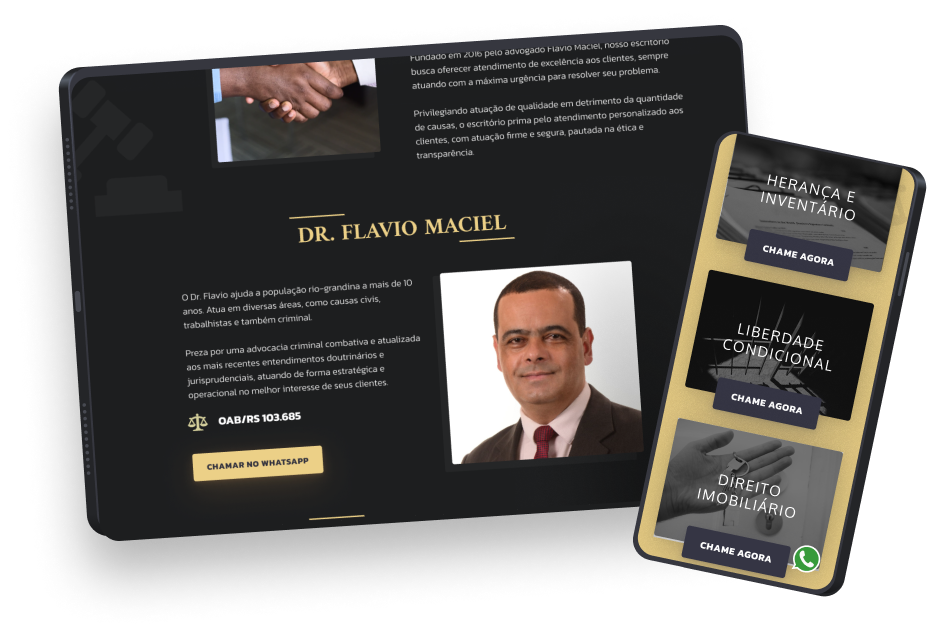 Fundado em 2016 pelo advogado Flavio Maciel, nosso escritório
busca oferecer atendimento de excelência aos clientes, sempre
atuando com a máxima urgência para resolver seu problema.
Privilegiando atuação de qualidade em detrimento da quantidade
de causas, o escritório prima pelo atendimento personalizado aos
clientes, com atuação firme e segura, pautada na ética e
transparência.
DR. FLAVIO MACIEL
O Dr. Flavio ajuda a população rio-grandina a mais de 10
anos. Atua em diversas áreas, como causas civis,
trabalhistas e também criminal.
Preza por uma advocacia criminal combativa e atualizada
aos mais recentes entendimentos doutrinários e
jurisprudenciais, atuando de forma estratégica e
operacional no melhor interesse de seus clientes.
OAB/RS 103.685
CHAMAR NO WHATSAPP
HERANÇA E
INVENTÁRIO
CHAME AGORA
LIBERDADE
CONDICIONAL
CHAME AGORA
DIREITO
IMOBILIÁRIO
CHAME AGORA